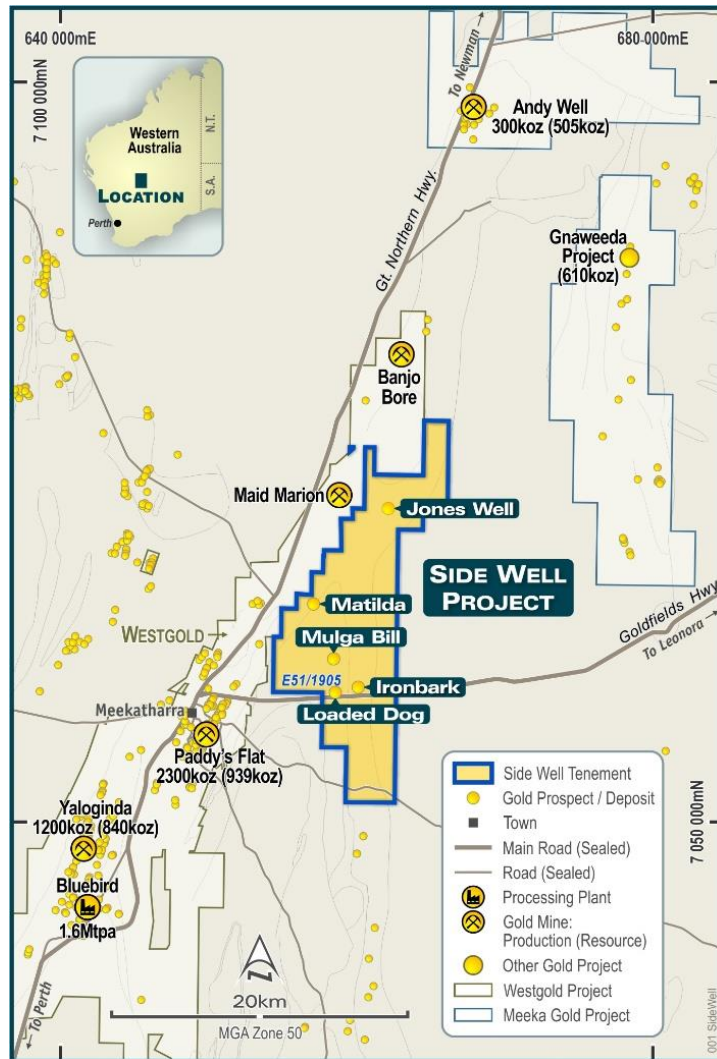 640 000mE
680 000mE
7 100 000mN
To Newman
Western
Australia
N.T.
S.A.
LOCATION
Perth
Andy Well
300koz (505koz)
Gt. Northern Hwy.
Gnaweeda
Project
(610koz)
Banjo
Bore
Maid Marion
Jones Well
SIDE WELL
PROJECT
Matilda
Goldfields Hwy
To Leonora
WESTGOLD
Mulga Bill
E51/1905
Ironbark
Loaded Dog
Meekatharra
Paddy's Flat
2300koz (939koz)
Yaloginda
1200koz (840koz)
7 050 000mN
Bluebird
1.6Mtpa
To Perth
20km
MGA Zone 50
Side Well Tenement
Gold Prospect / Deposit
Town
Main Road (Sealed)
Road (Sealed)
Processing Plant
Gold Mine:
Production (Resource)
Other Gold Project
Westgold Project
Meeka Gold Project
001 SideWell